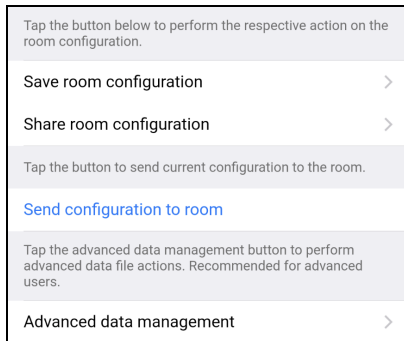 Tap the button below to perform the respective action on the
room configuration.
Save room configuration
Share room configuration
Tap the button to send current configuration to the room.
Send configuration to room
Tap the advanced data management button to perform
advanced data file actions. Recommended for advanced
users.
Advanced data management